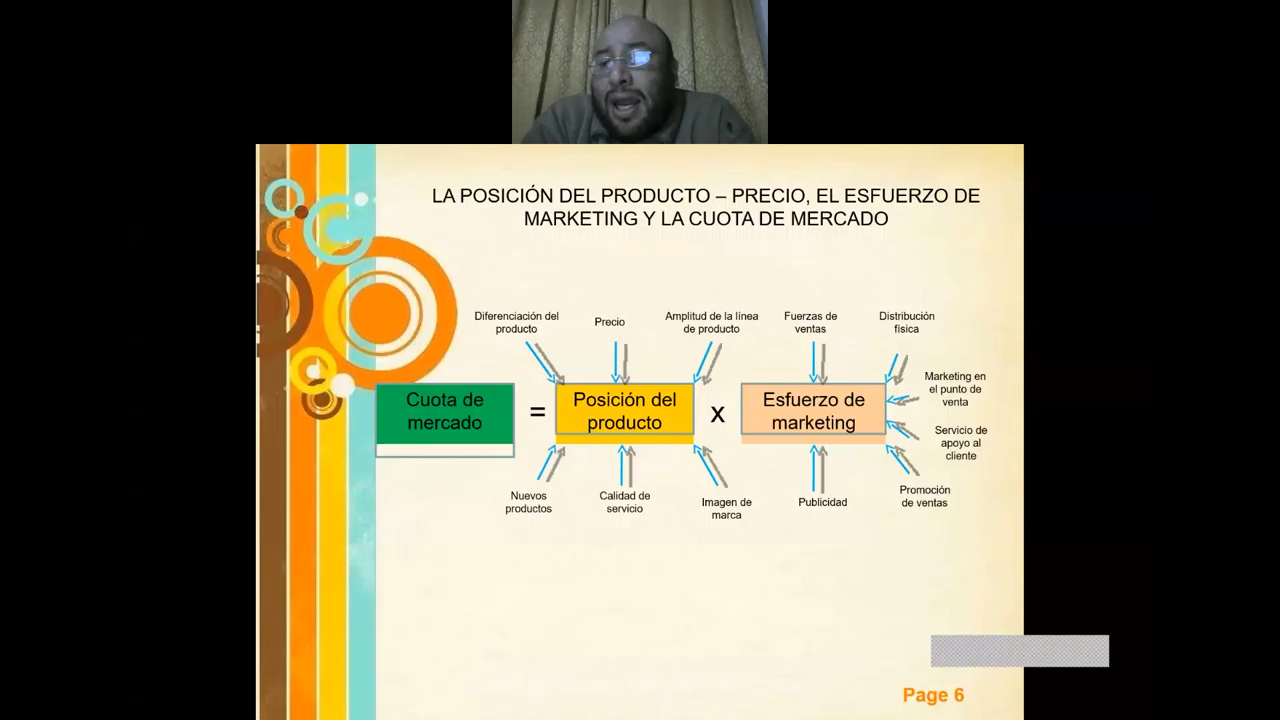 LA POSICIÓN DEL PRODUCTO – PRECIO, EL ESFUERZO DE
MARKETING Y LA CUOTA DE MERCADO
Diferenciación del
producto
Precio
Amplitud de la línea
de producto
Fuerzas de
ventas
Distribución
física
Marketing en
el punto de
venta
Cuota de
mercado
=
Posición del
producto
x
Esfuerzo de
marketing
Servicio de
apoyo al
cliente
Nuevos
productos
Calidad de
servicio
Imagen de
marca
Publicidad
Promoción
de ventas
Page 6